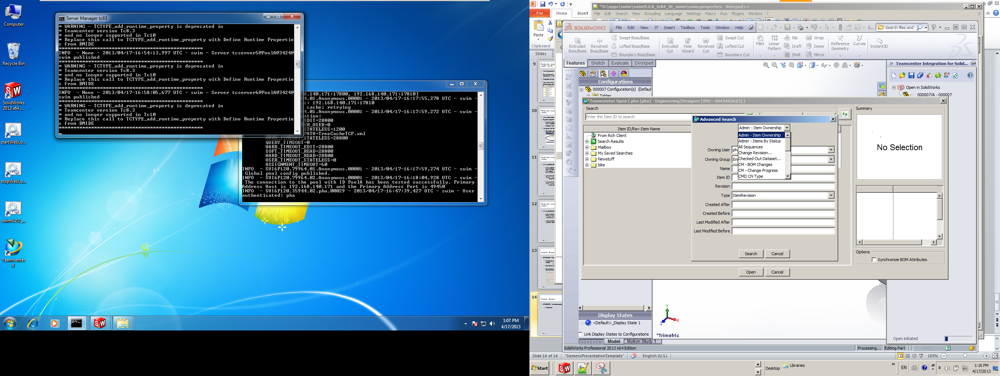 Computer
Recycle Bin
SolidWorks
2013 x64 ...
startWebLo...
stopWebLo...
swim9.2.0_...
Teamcenter
8
Server Manager tc83
* WARNING - TCTYPE_add_runtime_property is deprecated in
* Teamcenter version Tc8.3
* and no longer supported in Tc10
* Replace this call to TCTYPE_add_runtime_property with Define Runtime Propertie
s from BMIDE
***************************************************
INFO  - None - 2013/04/17-16:54:13,997 UTC - swim - Server tcserver5@PoolA@3424@
swim published
***************************************************
* WARNING - TCTYPE_add_runtime_property is deprecated in
* Teamcenter version Tc8.3
* and no longer supported in Tc10
* Replace this call to TCTYPE_add_runtime_property with Define Runtime Propertie
s from BMIDE
***************************************************
INFO  - None - 2013/04/17-16:58:05,677 UTC - swim - Server tcserver6@PoolA@3424@
swim published
***************************************************
* WARNING - TCTYPE_add_runtime_property is deprecated in
* Teamcenter version Tc8.3
* and no longer supported in Tc10
* Replace this call to TCTYPE_add_runtime_property with Define Runtime Propertie
s from BMIDE
***************************************************
8.140.171:17800, 192.168.140.171:17810]
4.01.Anonymous.00001 - 2013/04/17-16:17:55,278 UTC - swim -
s: 192.168.140.171:17810
cache; retrying
4.01.Anonymous.00001 - 2013/04/17-16:17:59,272 UTC - swim -
ation:
EDIT=28800
ER_USER=0
STATELESS=1200
PATH=TreeCacheTCP.xml
HARD_TIMEOUT_STATELESS=28800
QUERY_TIMEOUT=0
HARD_TIMEOUT_EDIT=28800
SOFT_TIMEOUT_READ=28800
HARD_TIMEOUT_READ=28800
USER_TIMEOUT_STATELESS=0
ASSIGNMENT_TIMEOUT=60
INFO  - SVI6P120.79964.01.Anonymous.00001 - 2013/04/17-16:17:59,274 UTC - swim -
Global pool config published.
INFO  - SVI6P120.79964.02.Anonymous.00001 - 2013/04/17-16:18:04,928 UTC - swim -
The connection to the pool with ID PoolA has been tested successfully. Primary
Address Host is 192.168.140.171 and the Primary Address Port is 49450
INFO  - SVI6P120.35944.02.pha.00029 - 2013/04/17-16:47:39,427 UTC - swim - User
authenticated: pha
1:07 PM
4/17/2013
File Home Insert
Paste
Clipboard
Slides
9
10
11
12
13
14
*D:\apps\swim\swim9.2.0_tc84_4t_swim\swim.properties - Notepad++
File Edit Search View Encoding Language Settings Macro Run Plugins Window ?
SOLIDWORKS File Edit View JT Insert Toolbox Tools Window Help Search files and
Extruded Boss/Base
Revolved Boss/Base
Swept Boss/Base
Lofted Boss/Base
Boundary Boss/Base
Extruded Cut
Hole Wizard
Revolved Cut
Swept Cut
Lofted Cut
Boundary Cut
Fillet
Linear Pattern
Rib
Draft
Shell
Wrap
Dome
Mirror
Reference Geometry
Curves
Instant3D
Features Sketch Evaluate DimXpert
Configurations
000007 Configuration(s) (Defaul
Tables
Teamcenter Integration for Solid...
Open in SolidWorks
000007/A - 000007
Teamcenter Open ( pha (pha) - Engineering/Designer [IMC--2043462623] )
Search
Enter the Item ID to search
Item ID/Rev-Item Name
From Rich Client
Search Results
Mailbox
My Saved Searches
Newstuff
bike
Advanced Search
Admin - Item Ownership
Admin - Item Ownership
Admin - Items By Status
All Sequences
Change Revision...
Checked-Out Dataset...
CM - BOM Changes
CM - Change Progress
CMII CN Type
Owning User
Owning Group
Name
Item ID
Revision
Type ItemRevision
Created After
Created Before
Last Modified After
Last Modified Before
Search Cancel
Summary
No Selection
Options
Synchronize BOM Attributes
Open Cancel
Display States
<Default>_Display State 1
Link Display States to Configurations
Y
X
Z
*Trimetric
Model Motion Study 1
Open initiated
SolidWorks Professional 2013 x64 Edition
Processing... Editing Part
Slide 14 of 14 "SiemensPresentationTemplate" English (U.S.) 103%
Start
Desktop Libraries
EN
1:16 PM
4/17/2013